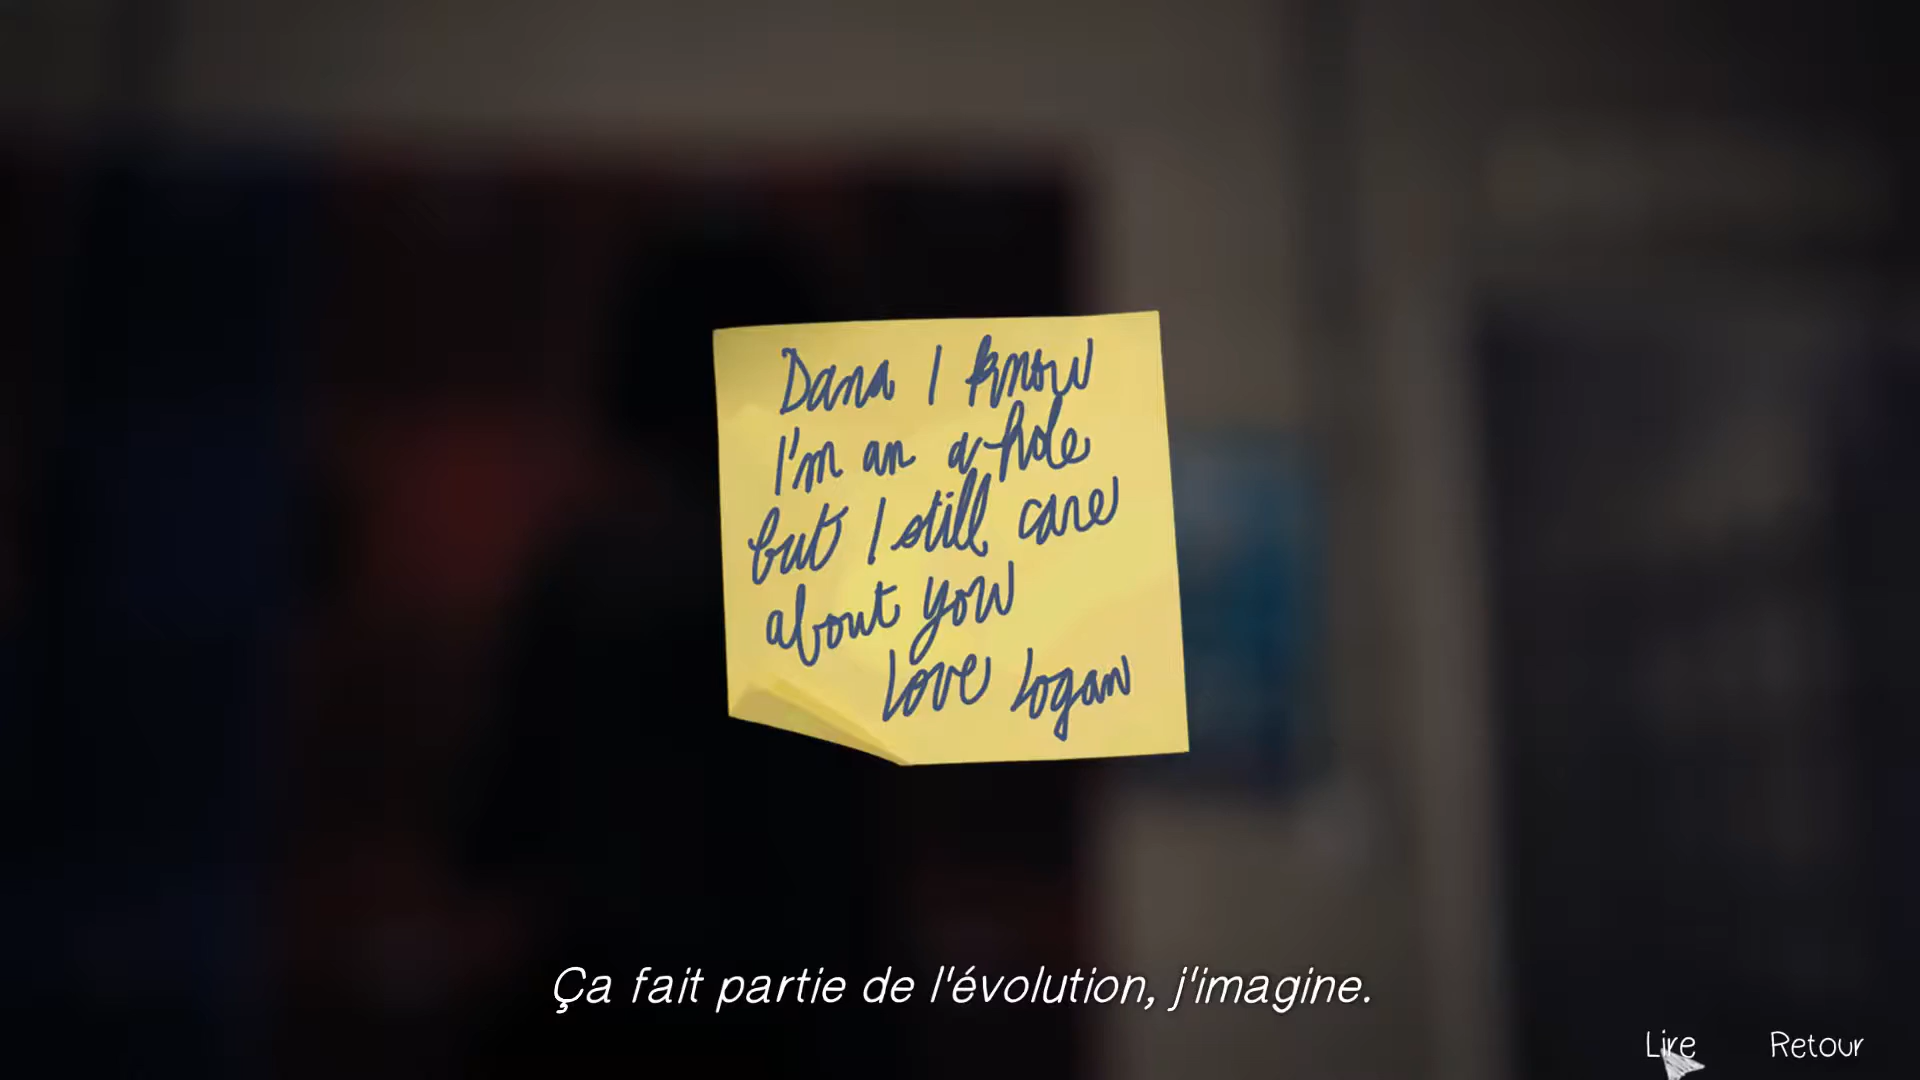 Dana I know
I'm an a-hole
but I still care
about you
Love Logan
Ça fait partie de l'évolution, j'imagine.
Lire Retour